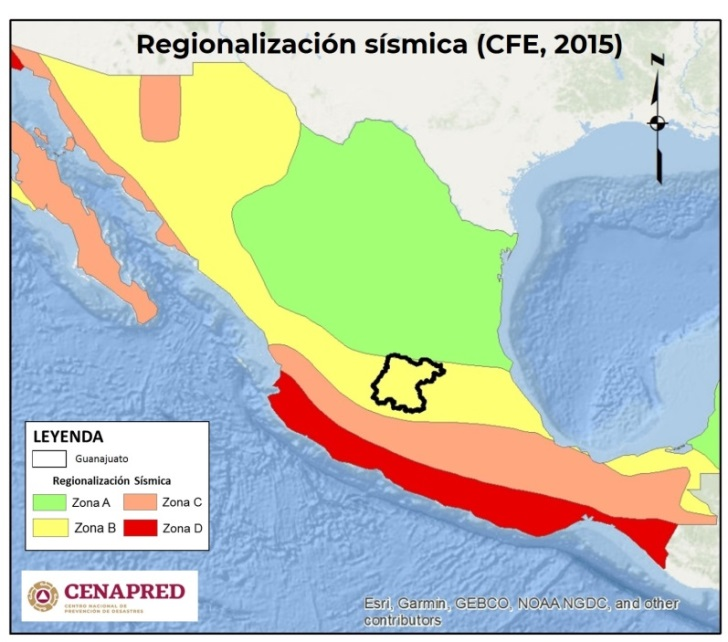 Regionalización sísmica (CFE, 2015)
N
LEYENDA
Guanajuato
Regionalización Sísmica
Zona A
Zona C
Zona B
Zona D
CENAPRED
CENTRO NACIONAL DE
PREVENCIÓN DE DESASTRES
Esri, Garmin, GEBCO, NOAA NGDC, and other
contributors